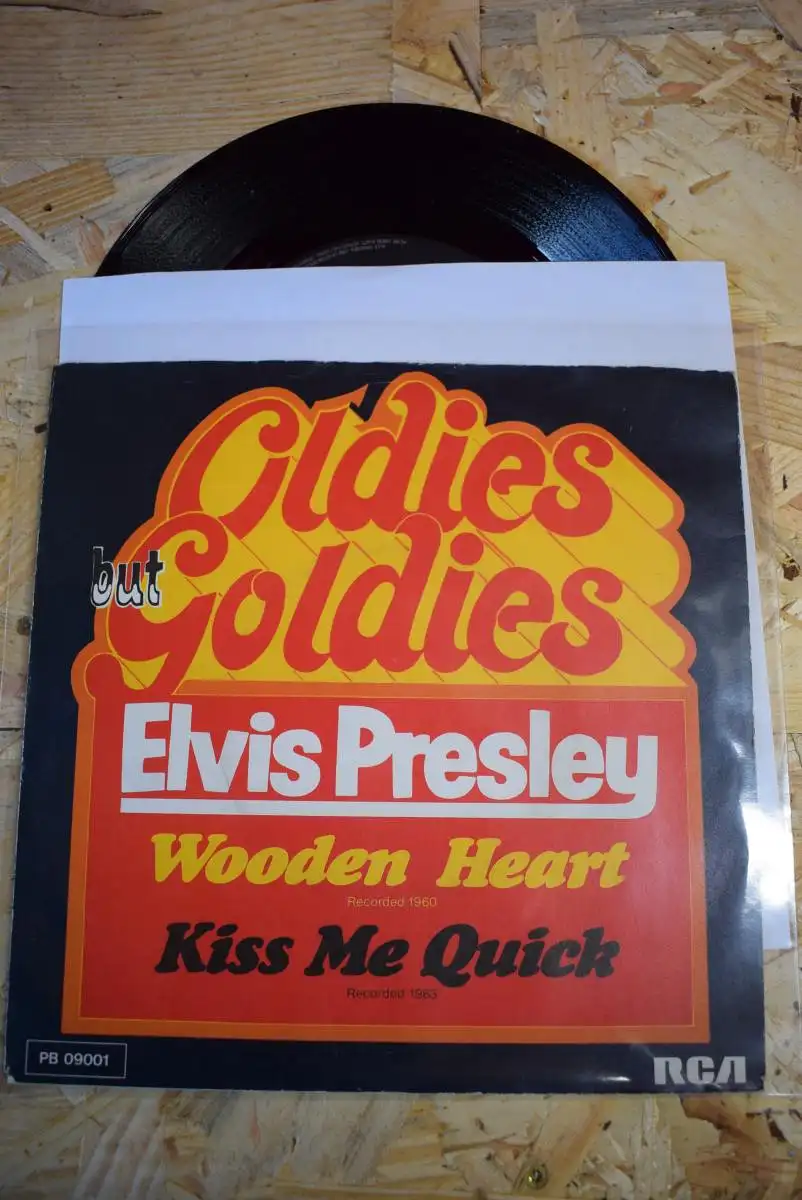 Oldies
but
Goldies
Elvis Presley
Wooden Heart
Recorded 1960
Kiss Me Quick
Recorded 1963
PB 09001
RCA